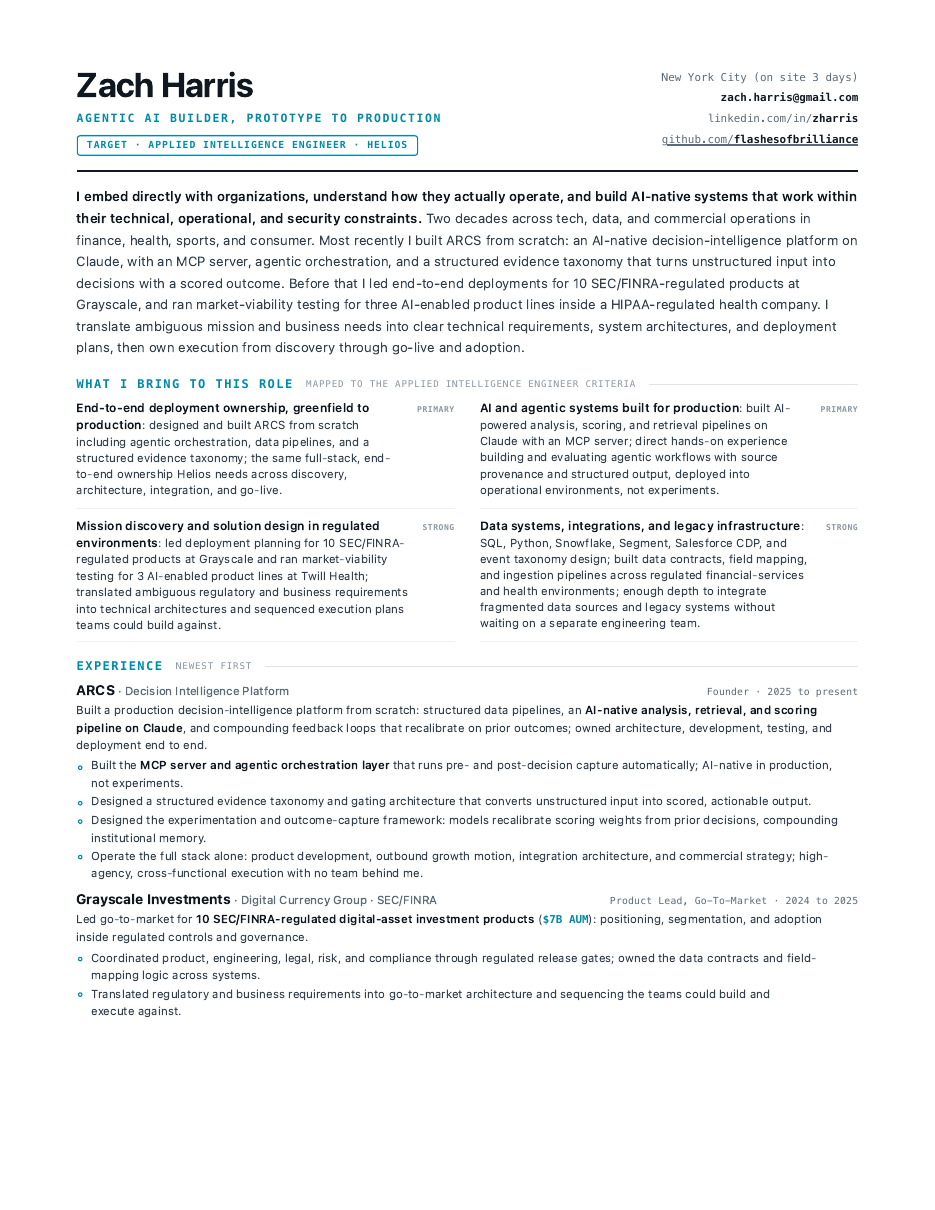 Zach Harris
AGENTIC AI BUILDER, PROTOTYPE TO PRODUCTION
TARGET · APPLIED INTELLIGENCE ENGINEER · HELIOS
New York City (on site 3 days)
zach.harris@gmail.com
linkedin.com/in/zharris
github.com/flashesofbrilliance
I embed directly with organizations, understand how they actually operate, and build AI-native systems that work within
their technical, operational, and security constraints. Two decades across tech, data, and commercial operations in
finance, health, sports, and consumer. Most recently I built ARCS from scratch: an AI-native decision-intelligence platform on
Claude, with an MCP server, agentic orchestration, and a structured evidence taxonomy that turns unstructured input into
decisions with a scored outcome. Before that I led end-to-end deployments for 10 SEC/FINRA-regulated products at
Grayscale, and ran market-viability testing for three AI-enabled product lines inside a HIPAA-regulated health company. I
translate ambiguous mission and business needs into clear technical requirements, system architectures, and deployment
plans, then own execution from discovery through go-live and adoption.
WHAT I BRING TO THIS ROLE MAPPED TO THE APPLIED INTELLIGENCE ENGINEER CRITERIA
End-to-end deployment ownership, greenfield to PRIMARY
production: designed and built ARCS from scratch
including agentic orchestration, data pipelines, and a
structured evidence taxonomy; the same full-stack, end-
to-end ownership Helios needs across discovery,
architecture, integration, and go-live.
AI and agentic systems built for production: built AI- PRIMARY
powered analysis, scoring, and retrieval pipelines on
Claude with an MCP server; direct hands-on experience
building and evaluating agentic workflows with source
provenance and structured output, deployed into
operational environments, not experiments.
Mission discovery and solution design in regulated STRONG
environments: led deployment planning for 10 SEC/FINRA-
regulated products at Grayscale and ran market-viability
testing for 3 AI-enabled product lines at Twill Health;
translated ambiguous regulatory and business requirements
into technical architectures and sequenced execution plans
teams could build against.
Data systems, integrations, and legacy infrastructure: STRONG
SQL, Python, Snowflake, Segment, Salesforce CDP, and
event taxonomy design; built data contracts, field mapping,
and ingestion pipelines across regulated financial-services
and health environments; enough depth to integrate
fragmented data sources and legacy systems without
waiting on a separate engineering team.
EXPERIENCE NEWEST FIRST
ARCS · Decision Intelligence Platform Founder · 2025 to present
Built a production decision-intelligence platform from scratch: structured data pipelines, an AI-native analysis, retrieval, and scoring
pipeline on Claude, and compounding feedback loops that recalibrate on prior outcomes; owned architecture, development, testing, and
deployment end to end.
Built the MCP server and agentic orchestration layer that runs pre- and post-decision capture automatically; AI-native in production,
not experiments.
Designed a structured evidence taxonomy and gating architecture that converts unstructured input into scored, actionable output.
Designed the experimentation and outcome-capture framework: models recalibrate scoring weights from prior decisions, compounding
institutional memory.
Operate the full stack alone: product development, outbound growth motion, integration architecture, and commercial strategy; high-
agency, cross-functional execution with no team behind me.
Grayscale Investments · Digital Currency Group · SEC/FINRA Product Lead, Go-To-Market · 2024 to 2025
Led go-to-market for 10 SEC/FINRA-regulated digital-asset investment products ($7B AUM): positioning, segmentation, and adoption
inside regulated controls and governance.
Coordinated product, engineering, legal, risk, and compliance through regulated release gates; owned the data contracts and field-
mapping logic across systems.
Translated regulatory and business requirements into go-to-market architecture and sequencing the teams could build and
execute against.